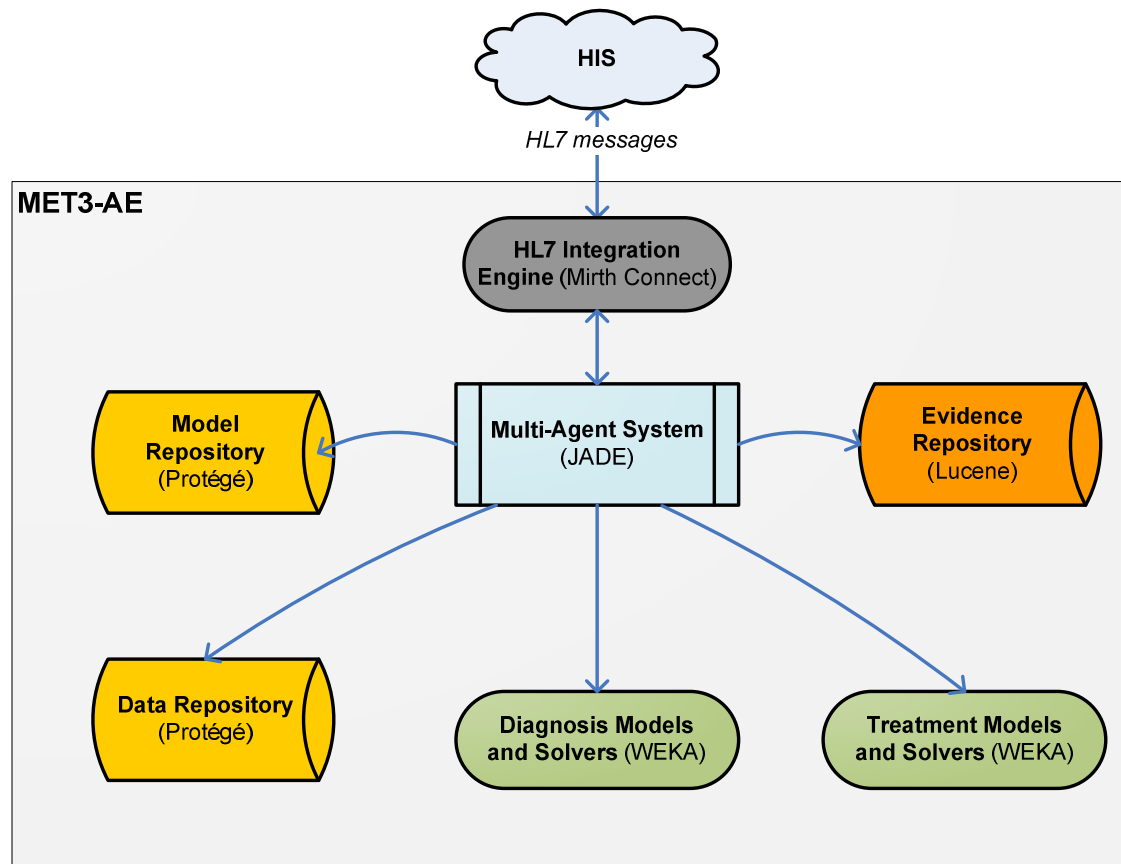 HIS
HL7 messages
MET3-AE
HL7 Integration
Engine (Mirth Connect)
Model
Repository
(Protégé)
Multi-Agent System
(JADE)
Evidence
Repository
(Lucene)
Data Repository
(Protégé)
Diagnosis Models
and Solvers (WEKA)
Treatment Models
and Solvers (WEKA)